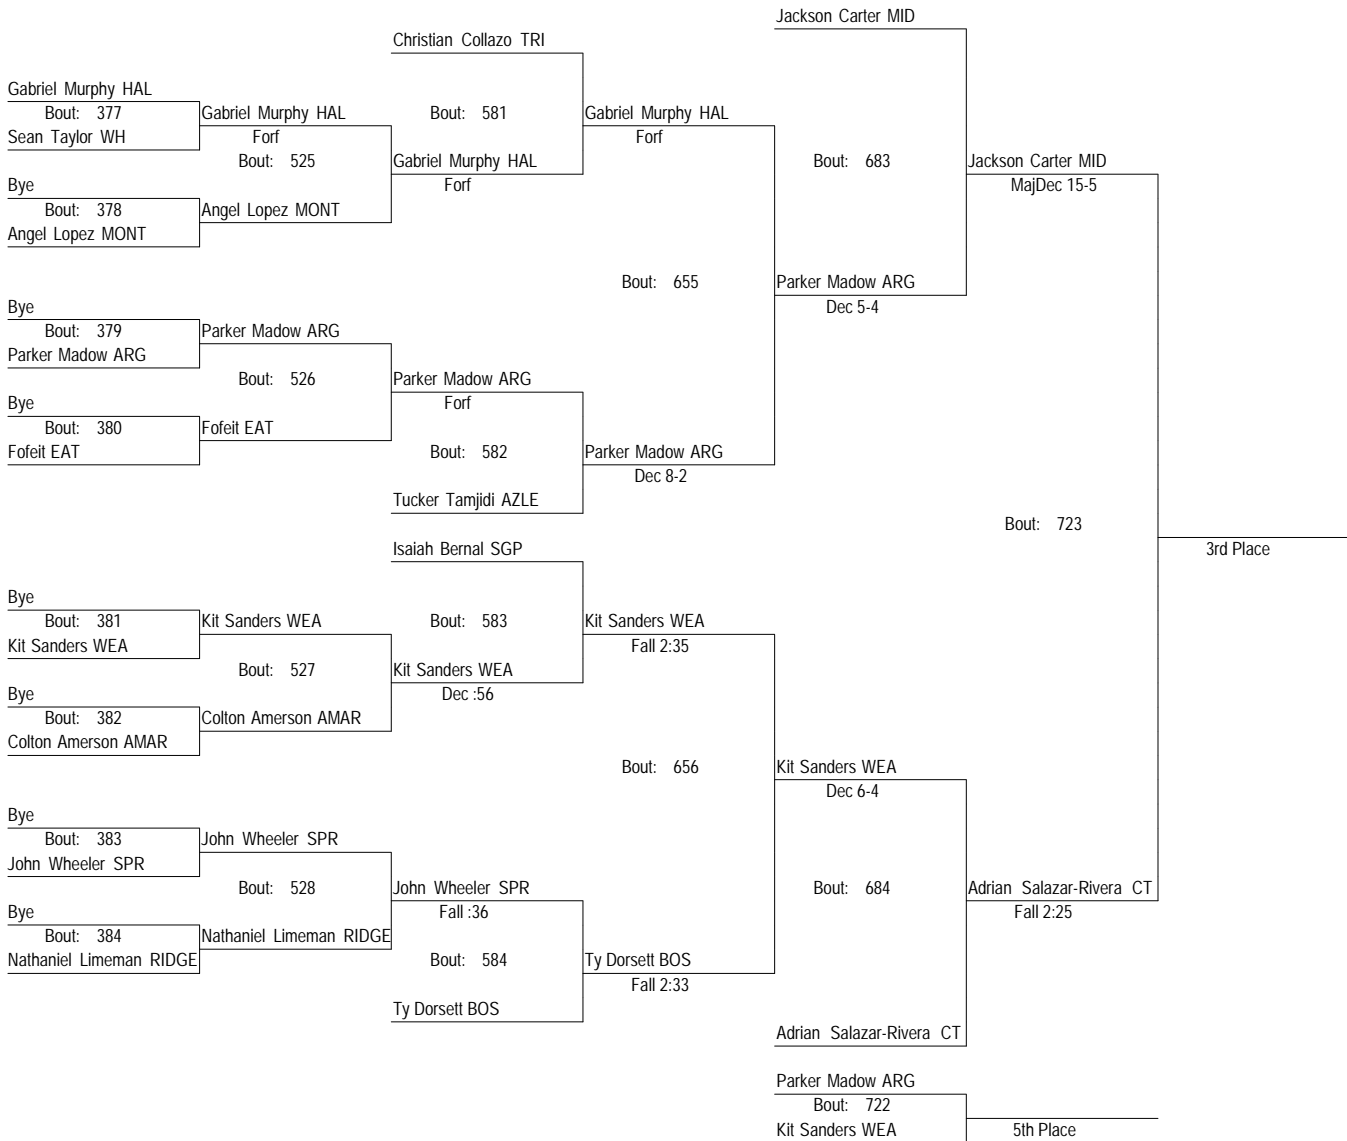 Jackson Carter MID
Christian Collazo TRI
Gabriel Murphy HAL
Bout: 377
Gabriel Murphy HAL
Bout: 581
Gabriel Murphy HAL
Sean Taylor WH
Forf
Forf
Bout: 525
Gabriel Murphy HAL
Bout: 683
Jackson Carter MID
Forf
MajDec 15-5
Bye
Bout: 378
Angel Lopez MONT
Angel Lopez MONT
Bout: 655
Parker Madow ARG
Dec 5-4
Bye
Bout: 379
Parker Madow ARG
Parker Madow ARG
Bout: 526
Parker Madow ARG
Forf
Bye
Bout: 380
Fofeit EAT
Fofeit EAT
Bout: 582
Parker Madow ARG
Dec 8-2
Tucker Tamjidi AZLE
Bout: 723
3rd Place
Isaiah Bernal SGP
Bye
Bout: 381
Kit Sanders WEA
Bout: 583
Kit Sanders WEA
Kit Sanders WEA
Fall 2:35
Bout: 527
Kit Sanders WEA
Dec :56
Bye
Bout: 382
Colton Amerson AMAR
Colton Amerson AMAR
Bout: 656
Kit Sanders WEA
Dec 6-4
Bye
Bout: 383
John Wheeler SPR
John Wheeler SPR
Bout: 528
John Wheeler SPR
Bout: 684
Adrian Salazar-Rivera CT
Fall :36
Fall 2:25
Bye
Bout: 384
Nathaniel Limeman RIDGE
Nathaniel Limeman RIDGE
Bout: 584
Ty Dorsett BOS
Fall 2:33
Ty Dorsett BOS
Adrian Salazar-Rivera CT
Parker Madow ARG
Bout: 722
Kit Sanders WEA
5th Place